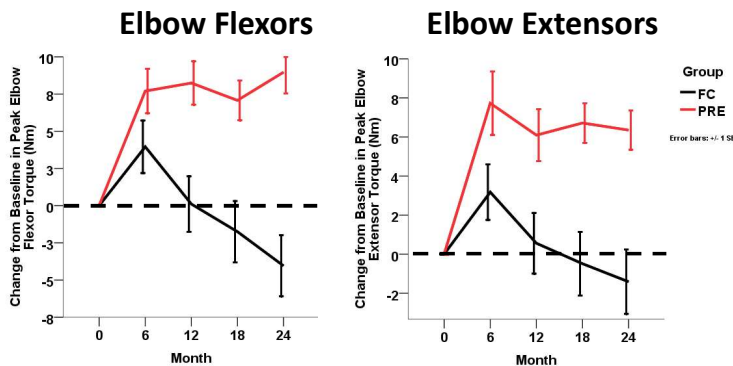 Elbow Flexors
Change from Baseline in Peak Elbow
Flexor Torque (Nm)
10
8
5
3
0
-3
-5
-8
0 6 12 18 24
Month
Elbow Extensors
Change from Baseline in Peak Elbow
Extensor Torque (Nm)
10
8
6
4
2
0
-2
0 6 12 18 24
Month
Group
FC
PRE
Error bars: +/- 1 S